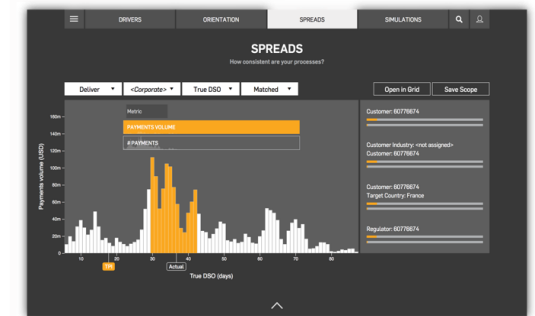 DRIVERS
ORIENTATION
SPREADS
SIMULATIONS
SPREADS
How consistent are your processes?
Deliver
<Corporate>
True DSO
Matched
Open in Grid
Save Scope
Metric
PAYMENTS VOLUME
# PAYMENTS
Payments volume (USD)
160m
140m
120m
100m
80m
60m
40m
20m
0
10
20
30
40
50
60
70
80
TPI
Actual
True DSO (days)
Customer: 60776674
Customer Industry: <not assigned>
Customer: 60776674
Customer: 60776674
Target Country: France
Regulator: 60776674